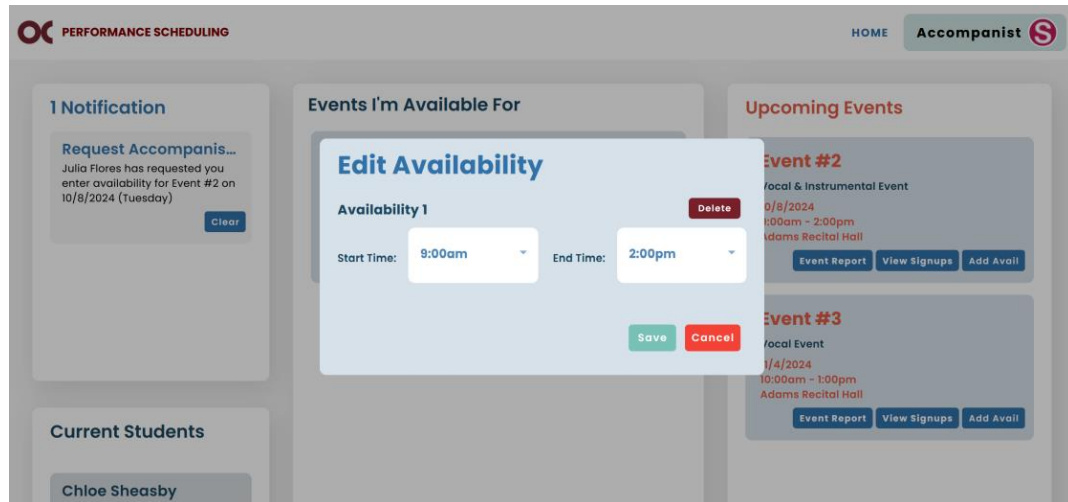 OC PERFORMANCE SCHEDULING
HOME
Accompanist S
1 Notification
Request Accompanis...
Julia Flores has requested you
enter availability for Event #2 on
10/8/2024 (Tuesday)
Clear
Current Students
Chloe Sheasby
Events I'm Available For
Edit Availability
Availability 1
Delete
Start Time: 9:00am End Time: 2:00pm
Save Cancel
Upcoming Events
Event #2
Vocal & Instrumental Event
0/8/2024
:00am - 2:00pm
Adams Recital Hall
Event Report View Signups Add Avail
Event #3
Vocal Event
1/4/2024
10:00am - 1:00pm
Adams Recital Hall
Event Report View Signups Add Avail